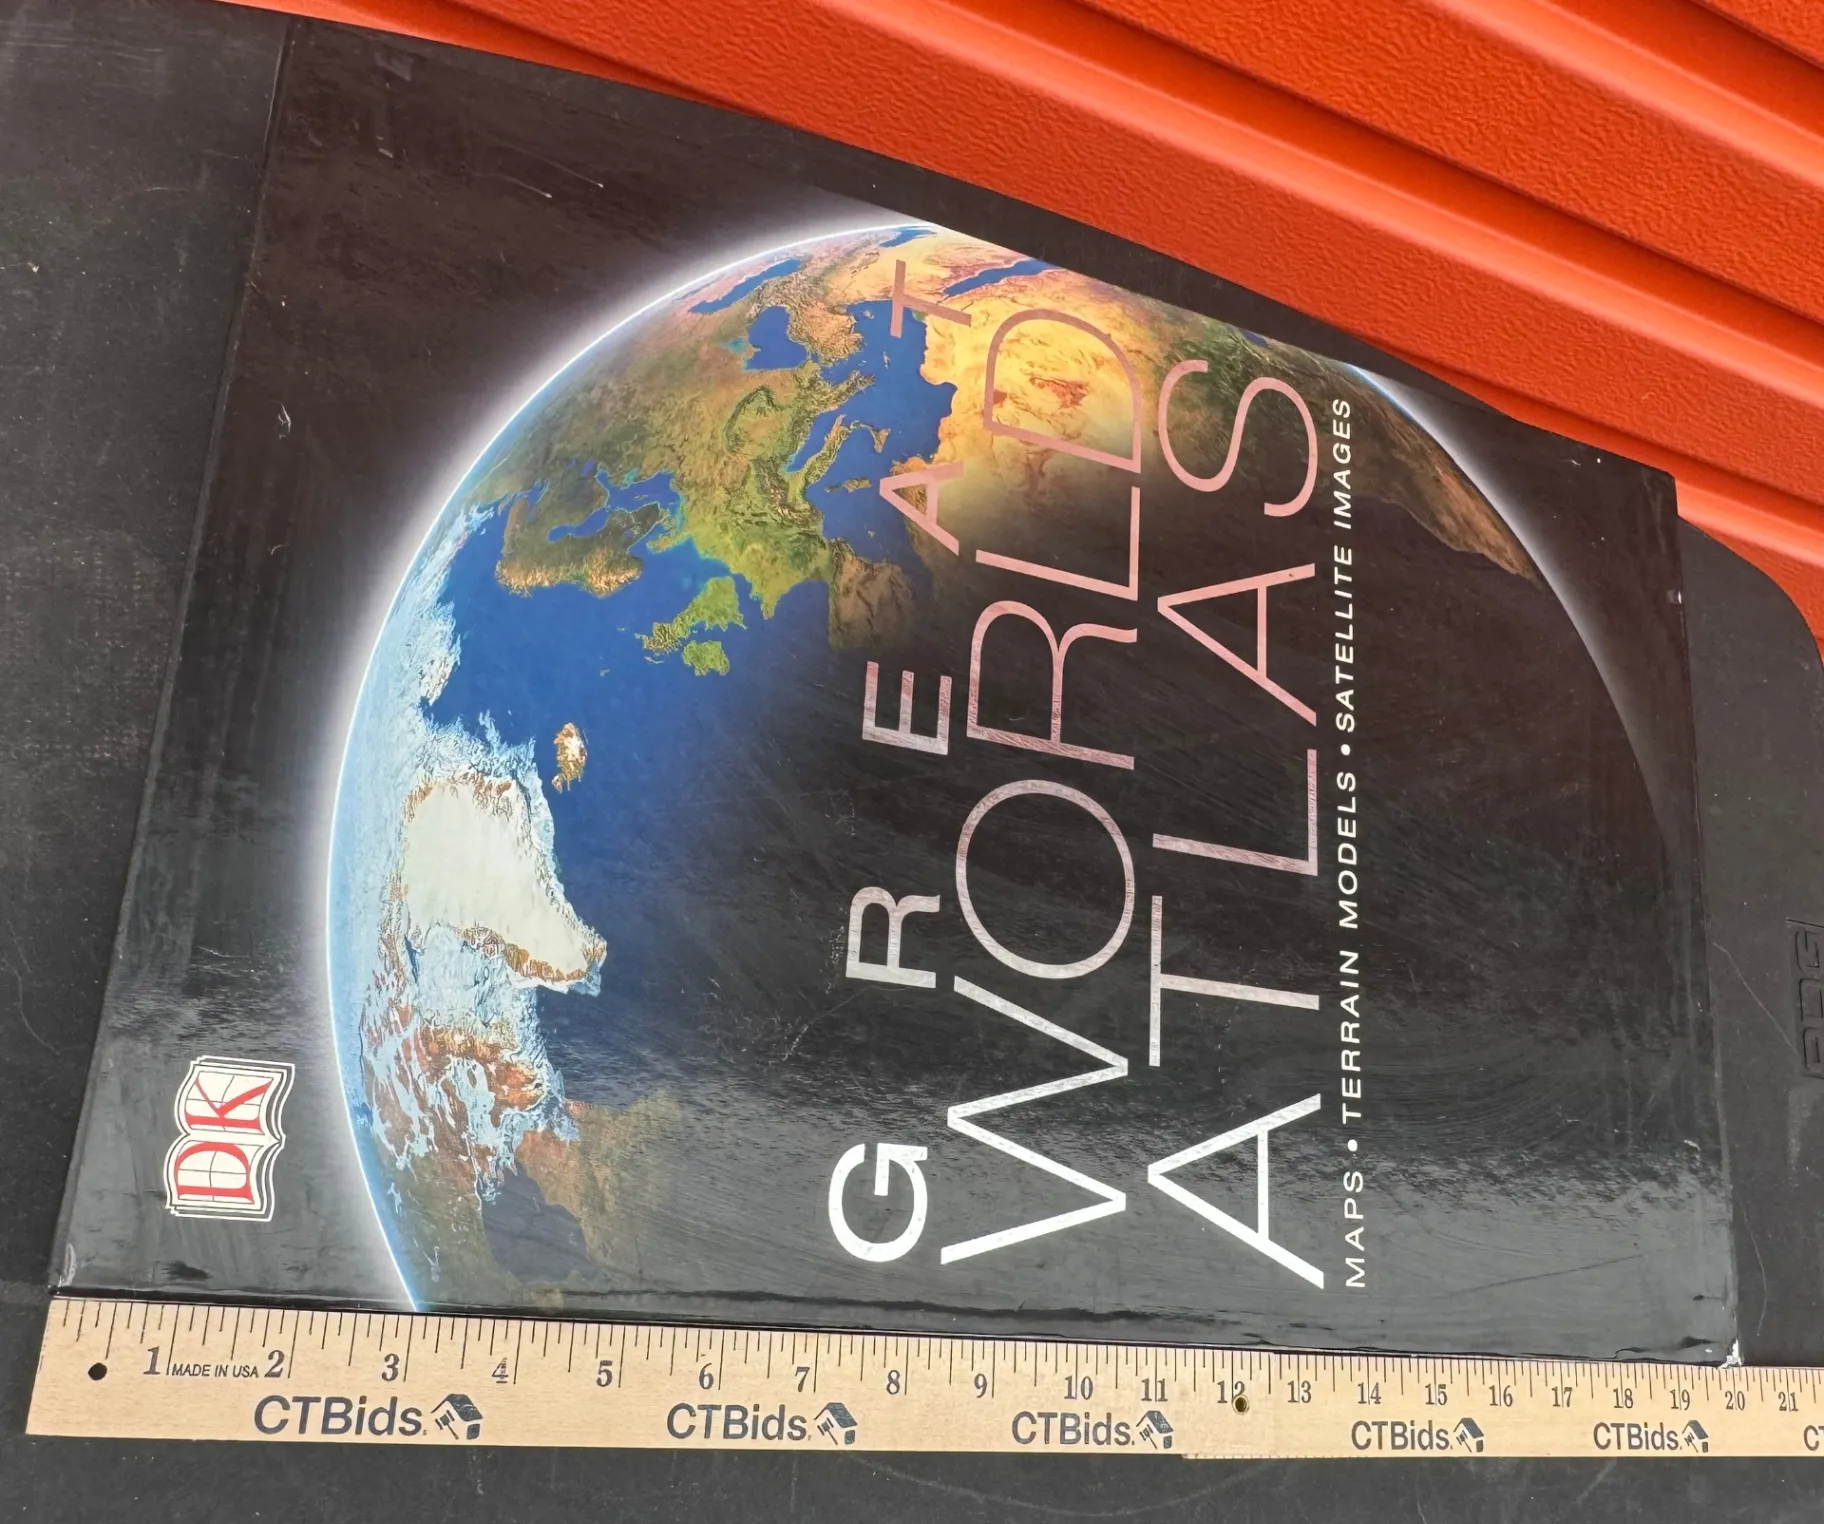 DK
GREAT
WORLD
ATLAS
MAPS • TERRAIN MODELS • SATELLITE IMAGES
1 MADE IN USA 2 3 4 5 6 7 8 9 10 11 12 13 14 15 16 17 18 19 20 21
CTBids. CTBids. CTBids. CTBids. CTBids. CT